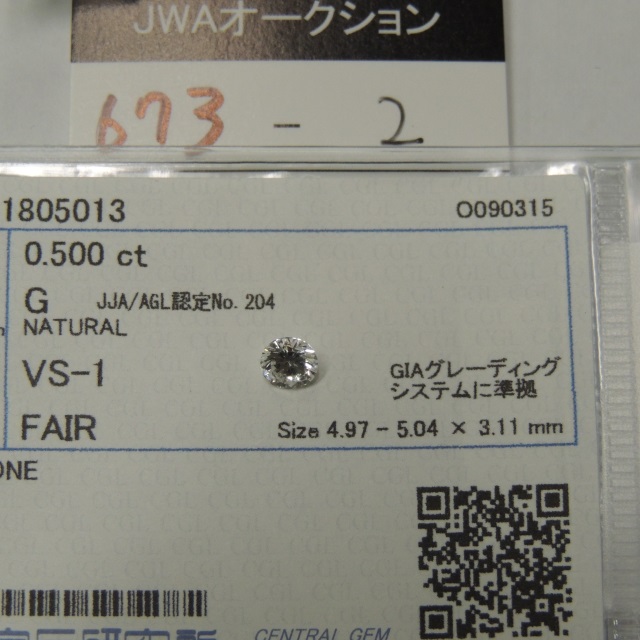 JWAオークション
673 - 2
1805013 O090315
0.500 ct
G JJA/AGL認定No.204
NATURAL
VS-1 GIAグレーディング
システムに準拠
FAIR Size 4.97 - 5.04 × 3.11 mm
ONE
CENTRAL GEM